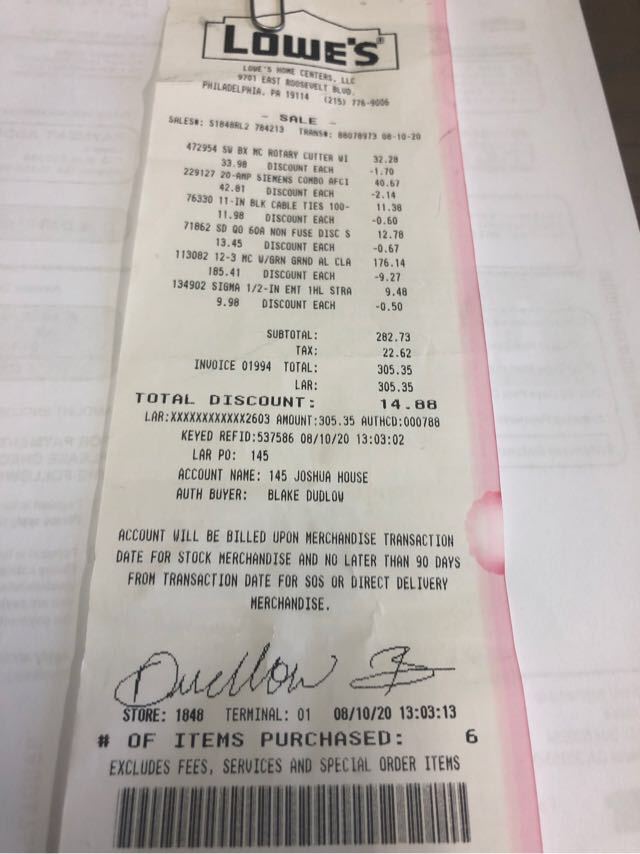 LOWE'S®
LOWE'S HOME CENTERS, LLC
9701 EAST ROOSEVELT BLVD.
PHILADELPHIA, PA 19114 (215) 776-9006
- SALE -
SALES#: S1848RL2 784213 TRANS#: 88078973 08-10-20
472954 SW BX MC ROTARY CUTTER WI 32.28
33.98 DISCOUNT EACH -1.70
229127 20-AMP SIEMENS COMBO AFCI 40.67
42.81 DISCOUNT EACH -2.14
76330 11-IN BLK CABLE TIES 100- 11.38
11.98 DISCOUNT EACH -0.60
71862 SD QO 60A NON FUSE DISC S 12.78
13.45 DISCOUNT EACH -0.67
113082 12-3 MC W/GRN GRND AL CLA 176.14
185.41 DISCOUNT EACH -9.27
134902 SIGMA 1/2-IN EMT 1HL STRA 9.48
9.98 DISCOUNT EACH -0.50
SUBTOTAL: 282.73
TAX: 22.62
INVOICE 01994 TOTAL: 305.35
LAR: 305.35
TOTAL DISCOUNT: 14.88
LAR:XXXXXXXXXXXX2603 AMOUNT:305.35 AUTHCD:000788
KEYED REFID:537586 08/10/20 13:03:02
LAR PO: 145
ACCOUNT NAME: 145 JOSHUA HOUSE
AUTH BUYER: BLAKE DUDLOW
ACCOUNT WILL BE BILLED UPON MERCHANDISE TRANSACTION
DATE FOR STOCK MERCHANDISE AND NO LATER THAN 90 DAYS
FROM TRANSACTION DATE FOR SOS OR DIRECT DELIVERY
MERCHANDISE.
STORE: 1848 TERMINAL: 01 08/10/20 13:03:13
# OF ITEMS PURCHASED: 6
EXCLUDES FEES, SERVICES AND SPECIAL ORDER ITEMS